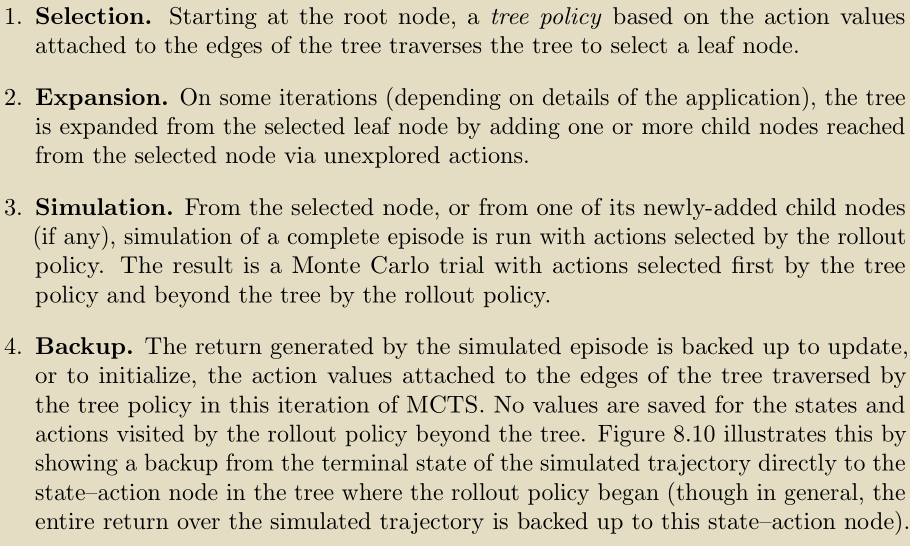 1. Selection. Starting at the root node, a tree policy based on the action values
attached to the edges of the tree traverses the tree to select a leaf node.
2. Expansion. On some iterations (depending on details of the application), the tree
is expanded from the selected leaf node by adding one or more child nodes reached
from the selected node via unexplored actions.
3. Simulation. From the selected node, or from one of its newly-added child nodes
(if any), simulation of a complete episode is run with actions selected by the rollout
policy. The result is a Monte Carlo trial with actions selected first by the tree
policy and beyond the tree by the rollout policy.
4. Backup. The return generated by the simulated episode is backed up to update,
or to initialize, the action values attached to the edges of the tree traversed by
the tree policy in this iteration of MCTS. No values are saved for the states and
actions visited by the rollout policy beyond the tree. Figure 8.10 illustrates this by
showing a backup from the terminal state of the simulated trajectory directly to the
state–action node in the tree where the rollout policy began (though in general, the
entire return over the simulated trajectory is backed up to this state–action node).